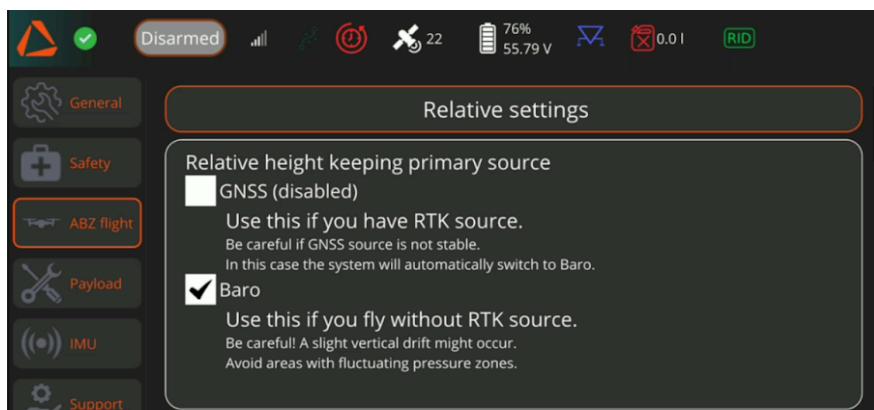 Disarmed
22
76%
55.79 V
0.0 l
RID
General
Safety
ABZ flight
Payload
IMU
Support
Relative settings
Relative height keeping primary source
GNSS (disabled)
Use this if you have RTK source.
Be careful if GNSS source is not stable.
In this case the system will automatically switch to Baro.
Baro
Use this if you fly without RTK source.
Be careful! A slight vertical drift might occur.
Avoid areas with fluctuating pressure zones.